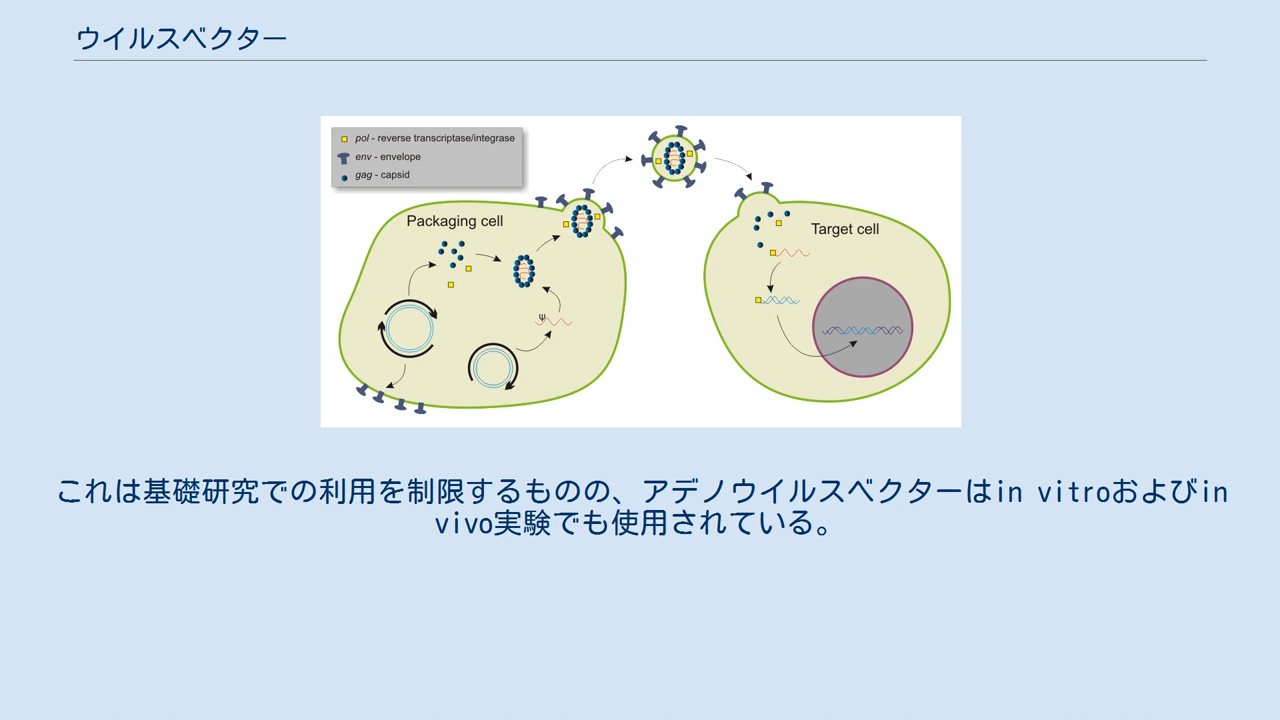 ウイルスベクター
pol - reverse transcriptase/integrase
env - envelope
gag - capsid
Packaging cell
Target cell
ψ
これは基礎研究での利用を制限するものの、アデノウイルスベクターはin vitroおよびin
vivo実験でも使用されている。